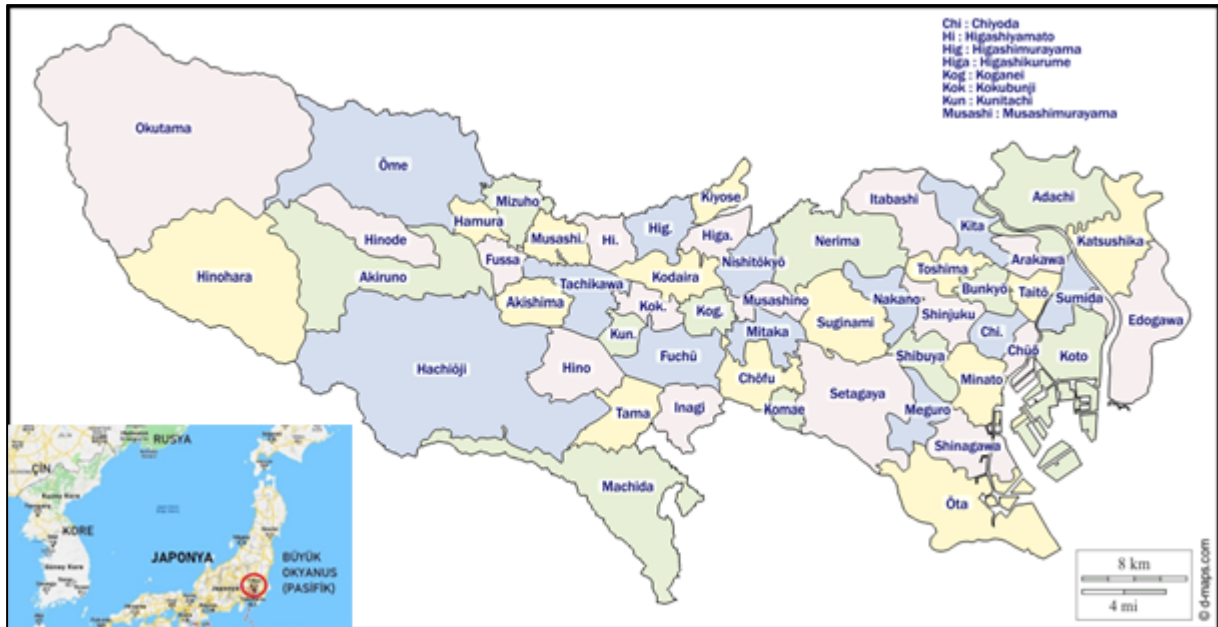 Chi : Chiyoda
Hi : Higashiyamato
Hig : Higashimurayama
Higa : Higashikurume
Kog : Koganei
Kok : Kokubunji
Kun : Kunitachi
Musashi : Musashimurayama
Okutama
Ōme
Mizuho
Kiyose
Itabashi
Adachi
Hamura
Musashi.
Hi.
Hig.
Higa.
Kita
Katsushika
Hinode
Nerima
Arakawa
Hinohara
Akiruno
Fussa
Kodaira
Nishitōkyō
Toshima
Tachikawa
Bunkyō
Taitō
Sumida
Akishima
Kok.
Kog.
Musashino
Nakano
Shinjuku
Edogawa
Suginami
Chi.
Kun.
Mitaka
Chūō
Koto
Hachiōji
Hino
Fuchū
Shibuya
Chōfu
Minato
Setagaya
Tama
Inagi
Komae
Meguro
Shinagawa
Machida
Ōta
RUSYA
ÇİN
KORE
JAPONYA
BÜYÜK
OKYANUS
(PASİFİK)
8 km
4 mi
© d-maps.com